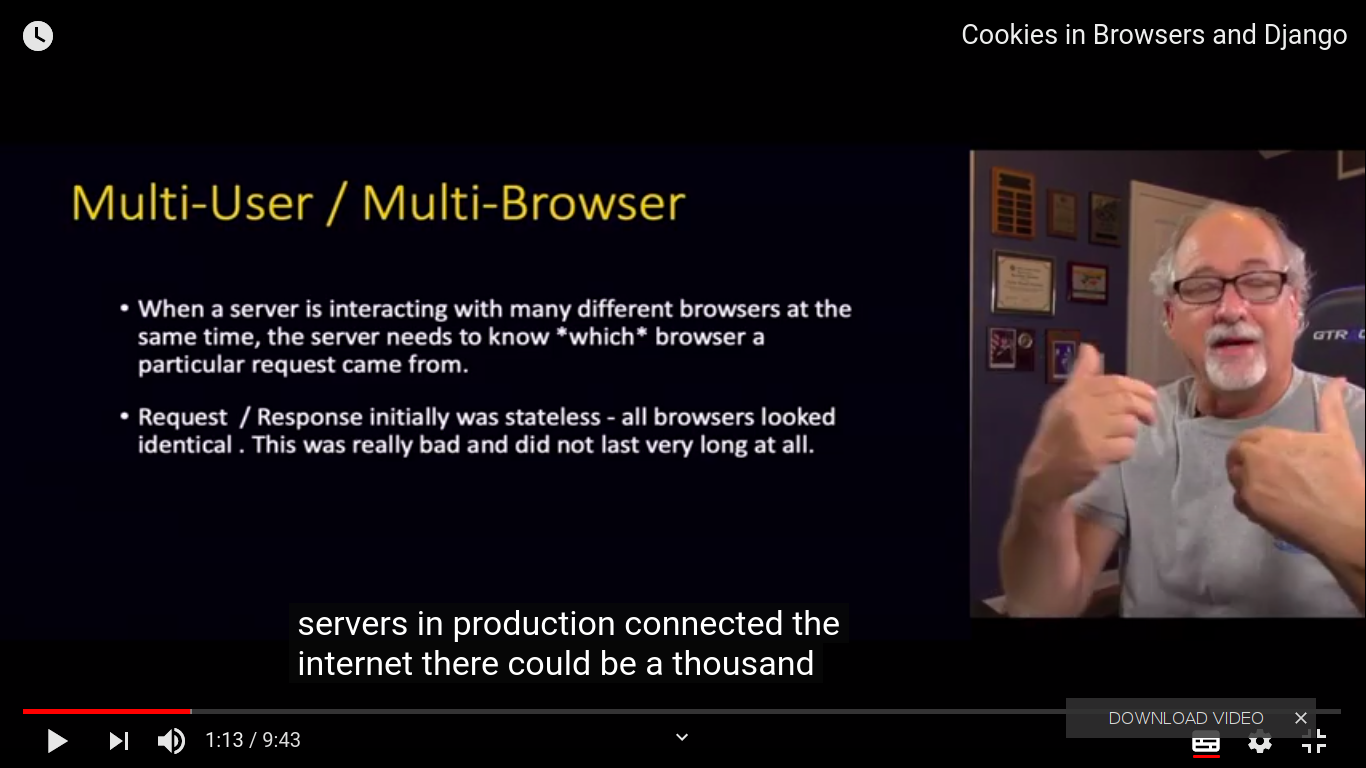 Cookies in Browsers and Django
Multi-User / Multi-Browser
• When a server is interacting with many different browsers at the
same time, the server needs to know *which* browser a
particular request came from.
• Request / Response initially was stateless - all browsers looked
identical . This was really bad and did not last very long at all.
servers in production connected the
internet there could be a thousand
DOWNLOAD VIDEO
1:13 / 9:43